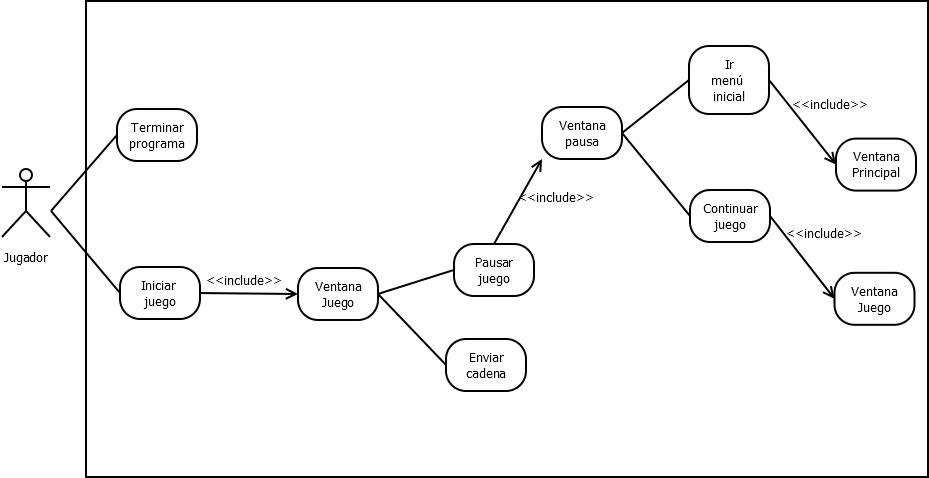 Jugador
Terminar
programa
Iniciar
juego
<<include>>
Ventana
Juego
Pausar
juego
Enviar
cadena
<<include>>
Ventana
pausa
Ir
menú
inicial
<<include>>
Ventana
Principal
Continuar
juego
<<include>>
Ventana
Juego